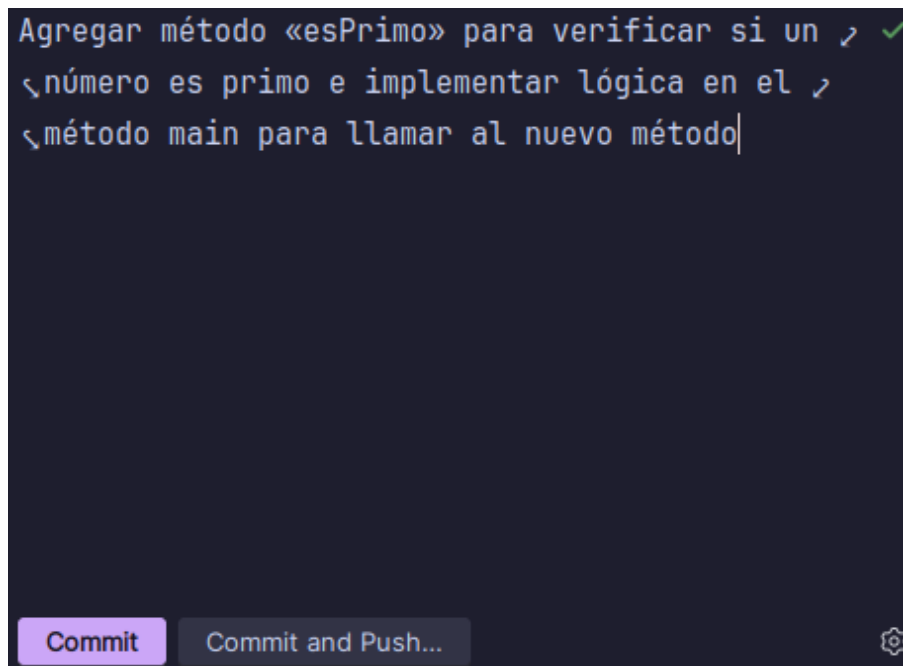 Agregar método «esPrimo» para verificar si un
número es primo e implementar lógica en el
método main para llamar al nuevo método
Commit
Commit and Push...